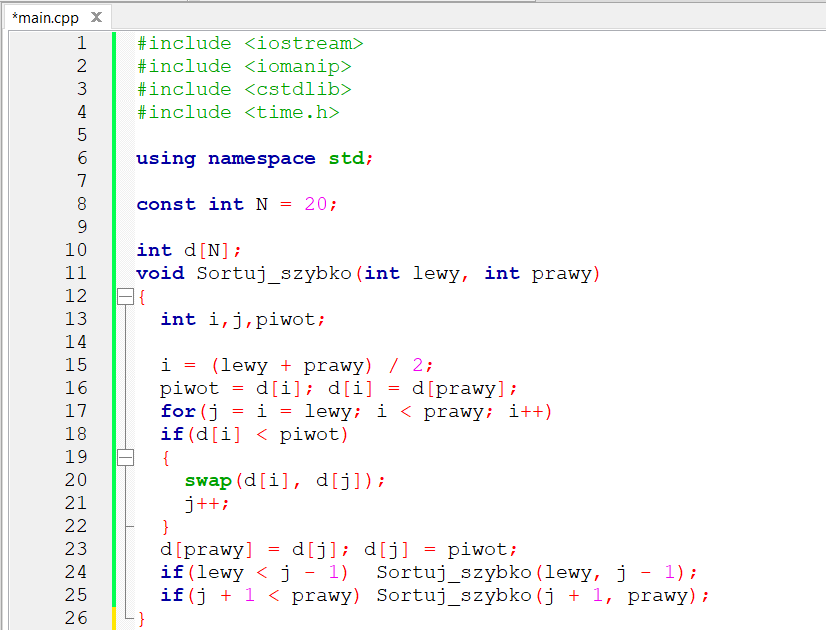 *main.cpp X
1 #include <iostream>
2 #include <iomanip>
3 #include <cstdlib>
4 #include <time.h>
5
6 using namespace std;
7
8 const int N = 20;
9
10 int d[N];
11 void Sortuj_szybko(int lewy, int prawy)
12 {
13   int i,j,piwot;
14
15   i = (lewy + prawy) / 2;
16   piwot = d[i]; d[i] = d[prawy];
17   for(j = i = lewy; i < prawy; i++)
18   if(d[i] < piwot)
19   {
20     swap(d[i], d[j]);
21     j++;
22   }
23   d[prawy] = d[j]; d[j] = piwot;
24   if(lewy < j - 1)  Sortuj_szybko(lewy, j - 1);
25   if(j + 1 < prawy) Sortuj_szybko(j + 1, prawy);
26 }